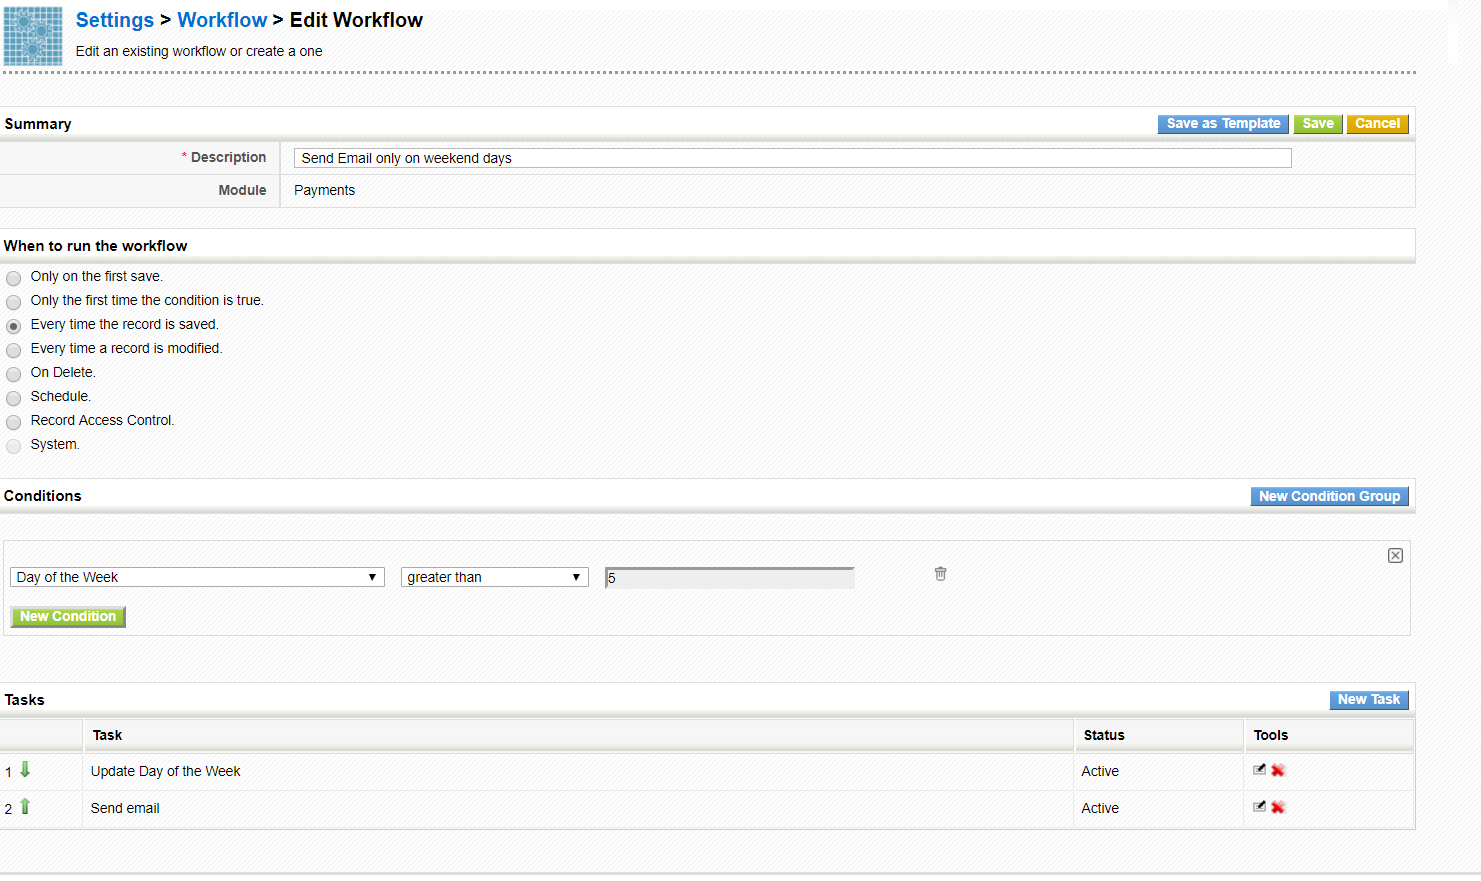 Settings > Workflow > Edit Workflow
Edit an existing workflow or create a one
Summary
Save as Template
Save
Cancel
* Description
Send Email only on weekend days
Module
Payments
When to run the workflow
Only on the first save.
Only the first time the condition is true.
Every time the record is saved.
Every time a record is modified.
On Delete.
Schedule.
Record Access Control.
System.
Conditions
New Condition Group
Day of the Week
greater than
5
New Condition
Tasks
New Task
Task
Status
Tools
1
Update Day of the Week
Active
2
Send email
Active